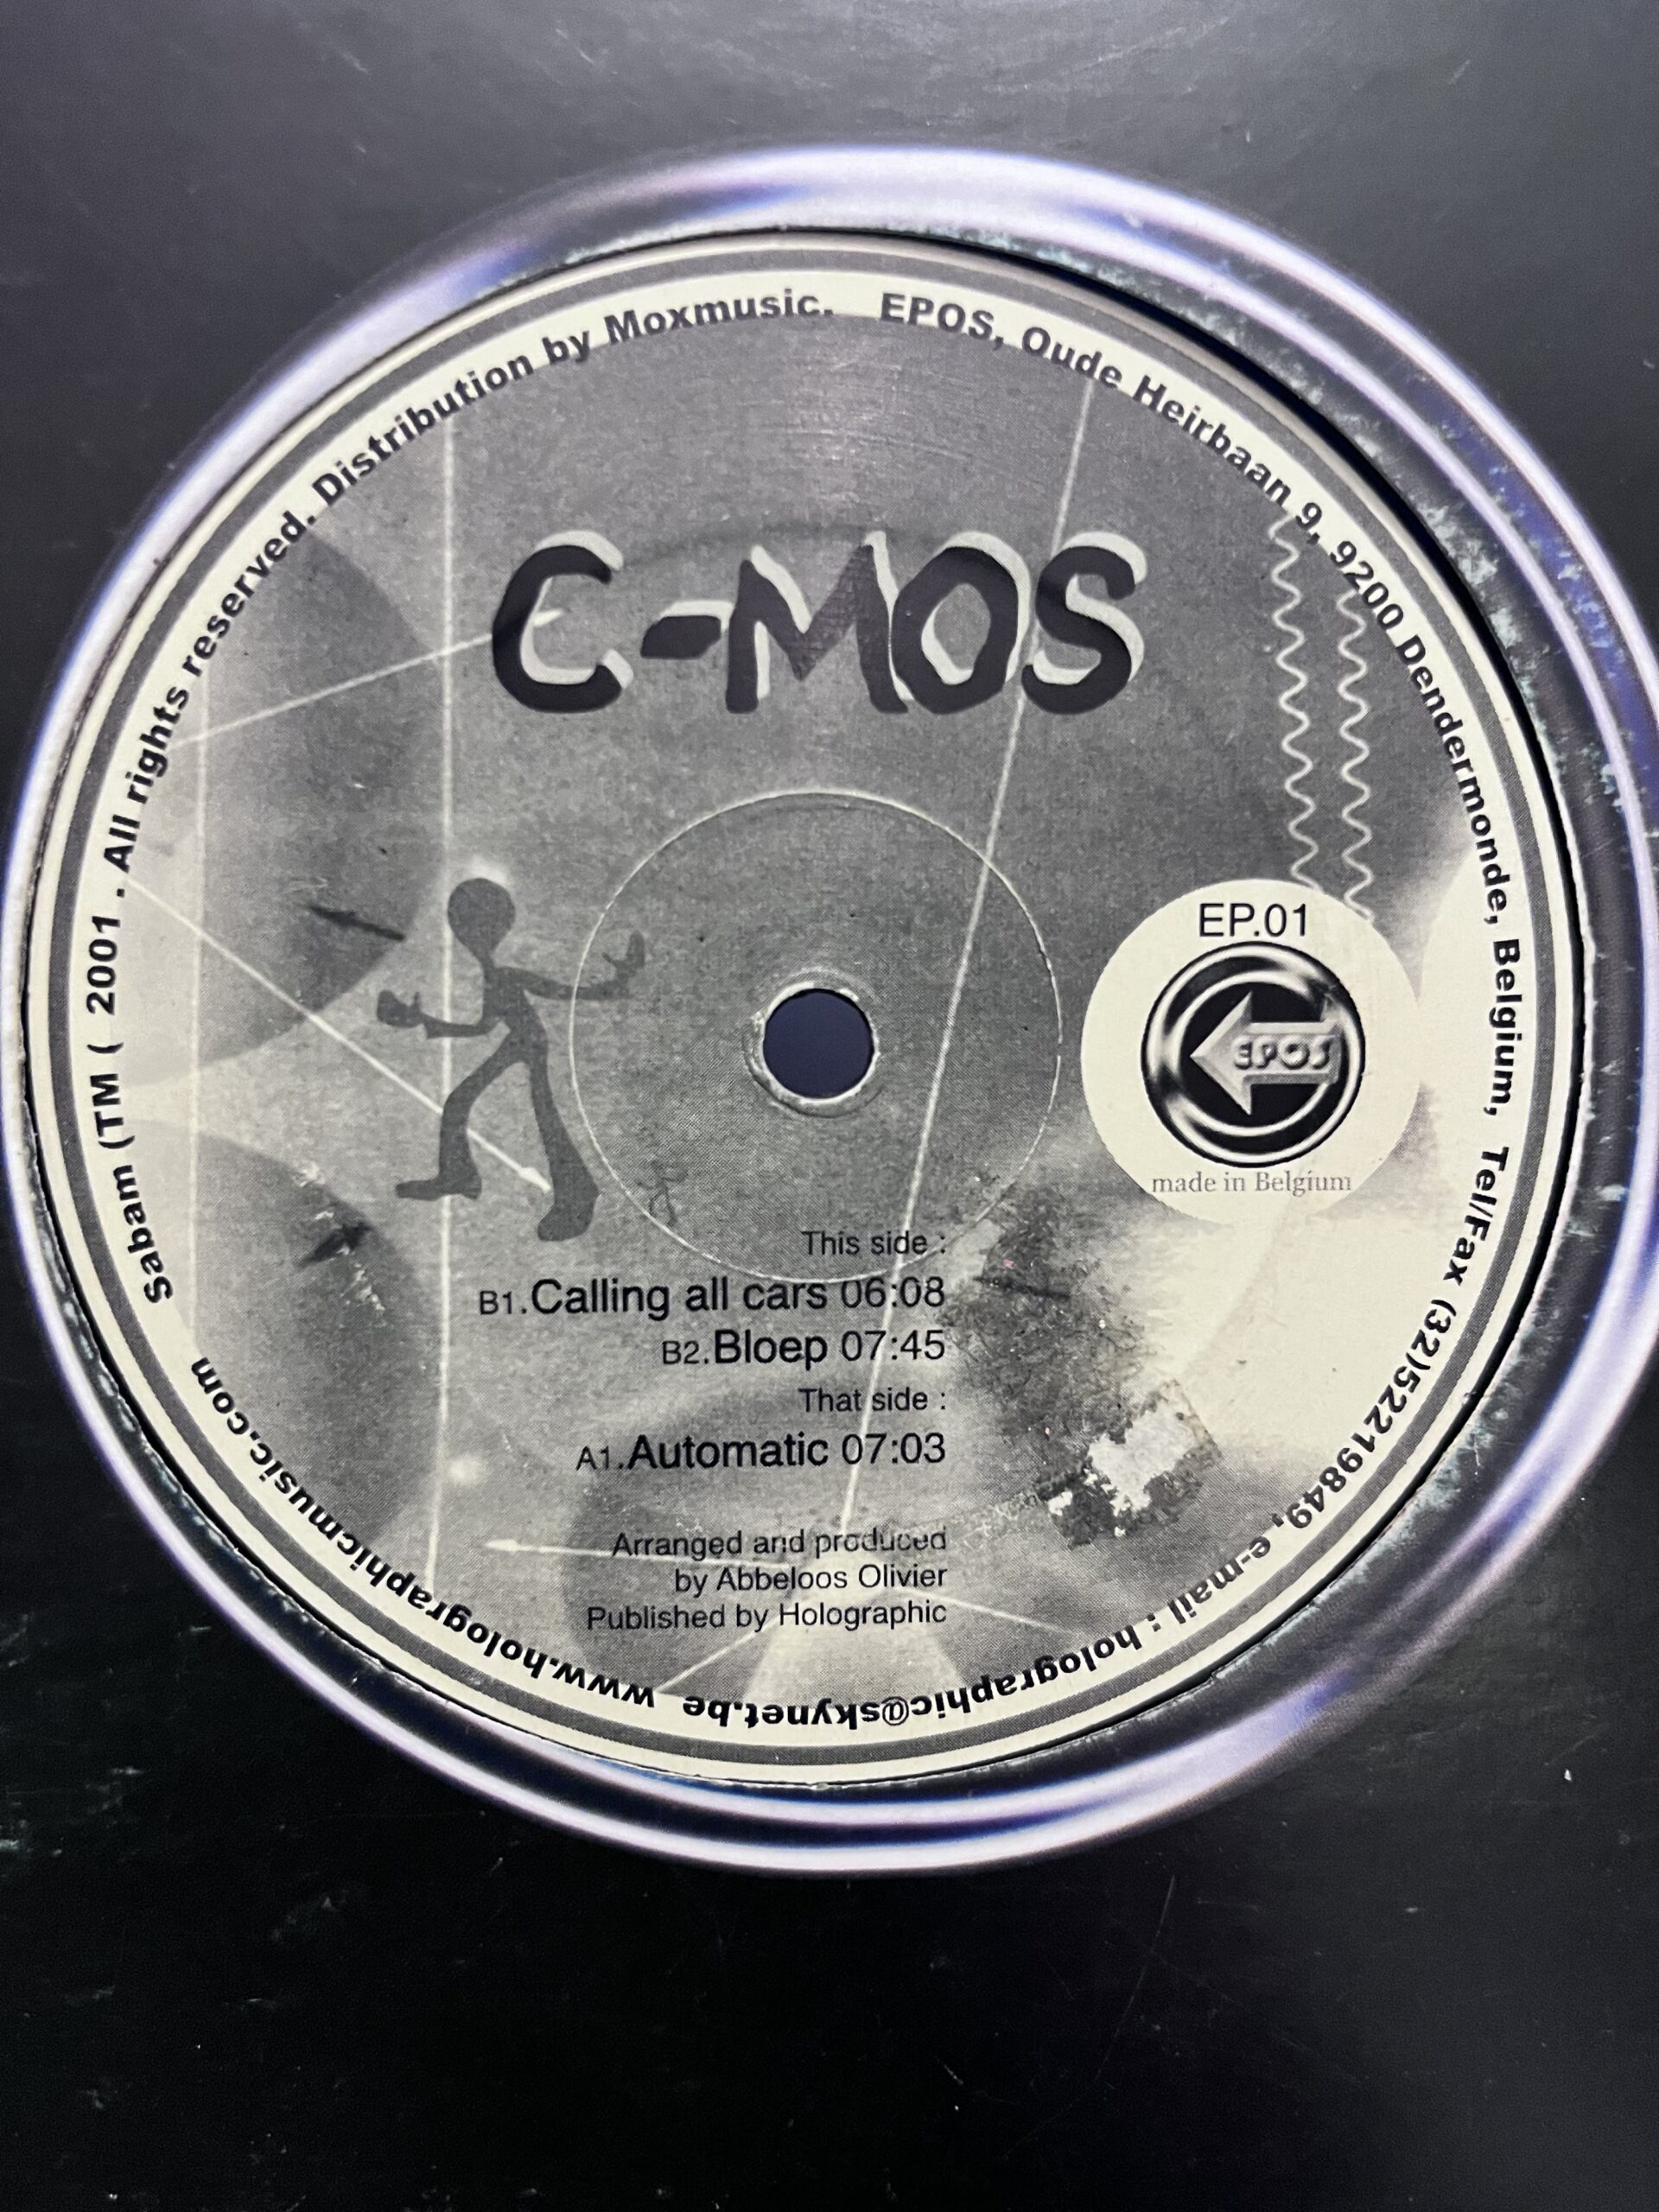 C-MOS
EP.01
EPOS
made in Belgium
This side :
B1.Calling all cars 06:08
B2.Bloep 07:45
That side :
A1.Automatic 07:03
Arranged and produced
by Abbeloos Olivier
Published by Holographic
Sabam (TM ( 2001 . All rights reserved. Distribution by Moxmusic. EPOS, Oude Heirbaan 9, 9200 Dendermonde, Belgium, Tel/Fax (32)52219849, e-mail : holographic@skynet.be www.holographicmusic.com